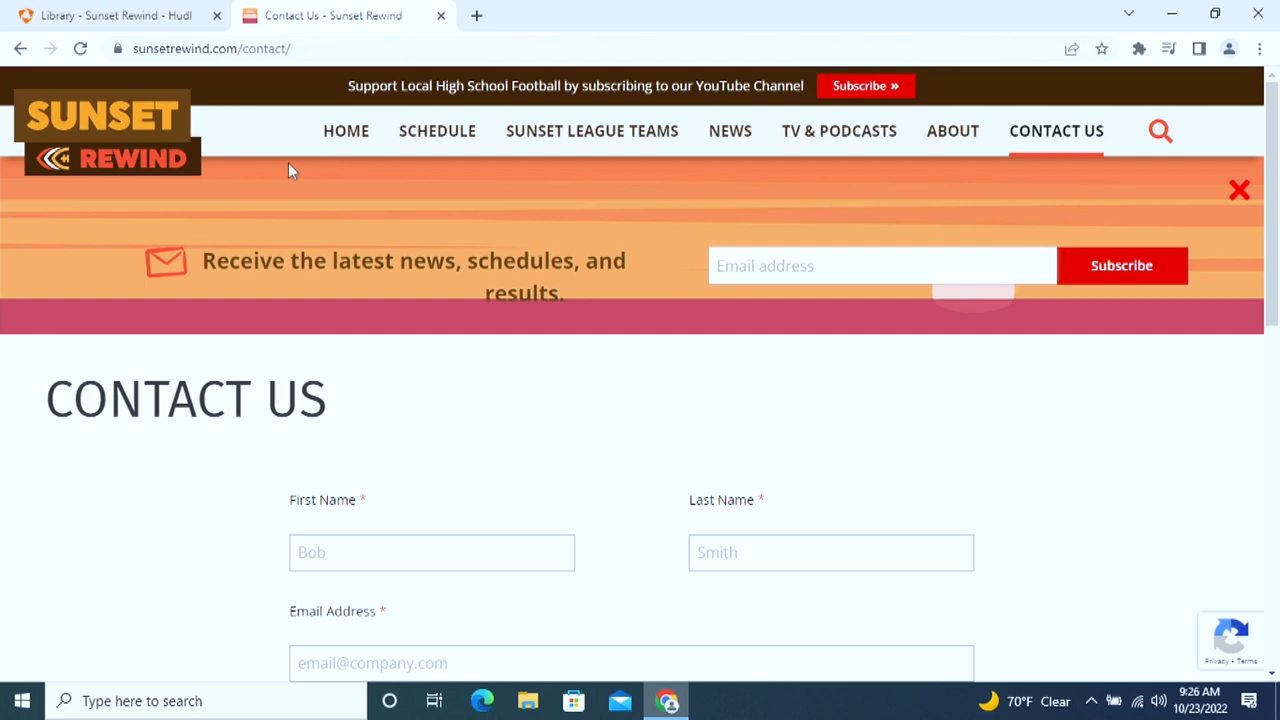 Library - Sunset Rewind - Hudl
Contact Us - Sunset Rewind
sunsetrewind.com/contact/
Support Local High School Football by subscribing to our YouTube Channel
Subscribe »
SUNSET
REWIND
HOME
SCHEDULE
SUNSET LEAGUE TEAMS
NEWS
TV & PODCASTS
ABOUT
CONTACT US
Receive the latest news, schedules, and
results.
Email address
Subscribe
CONTACT US
First Name *
Last Name *
Bob
Smith
Email Address *
email@company.com
Privacy • Terms
Type here to search
70°F Clear
9:26 AM
10/23/2022